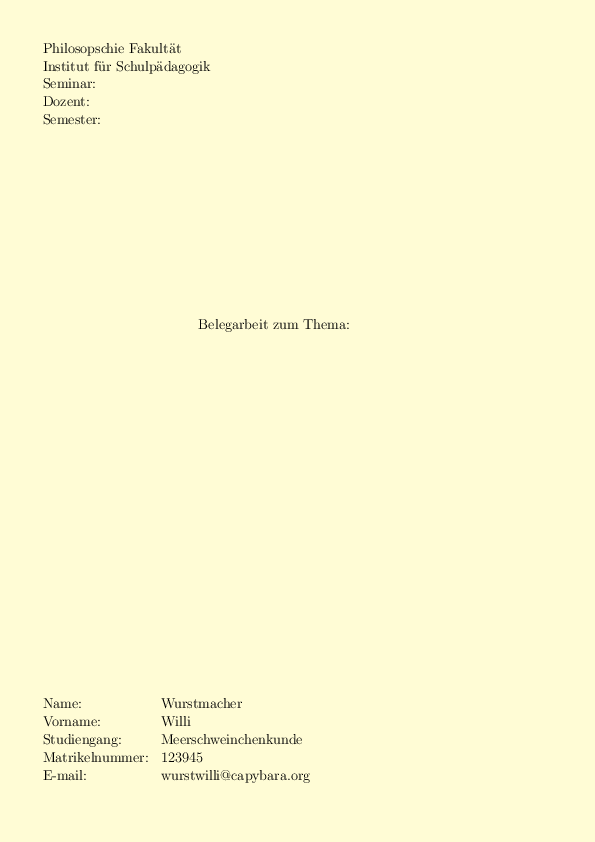 Philosopschie Fakultät
Institut für Schulpädagogik
Seminar:
Dozent:
Semester:
Belegarbeit zum Thema:
Name: Wurstmacher
Vorname: Willi
Studiengang: Meerschweinchenkunde
Matrikelnummer: 123945
E-mail: wurstwilli@capybara.org